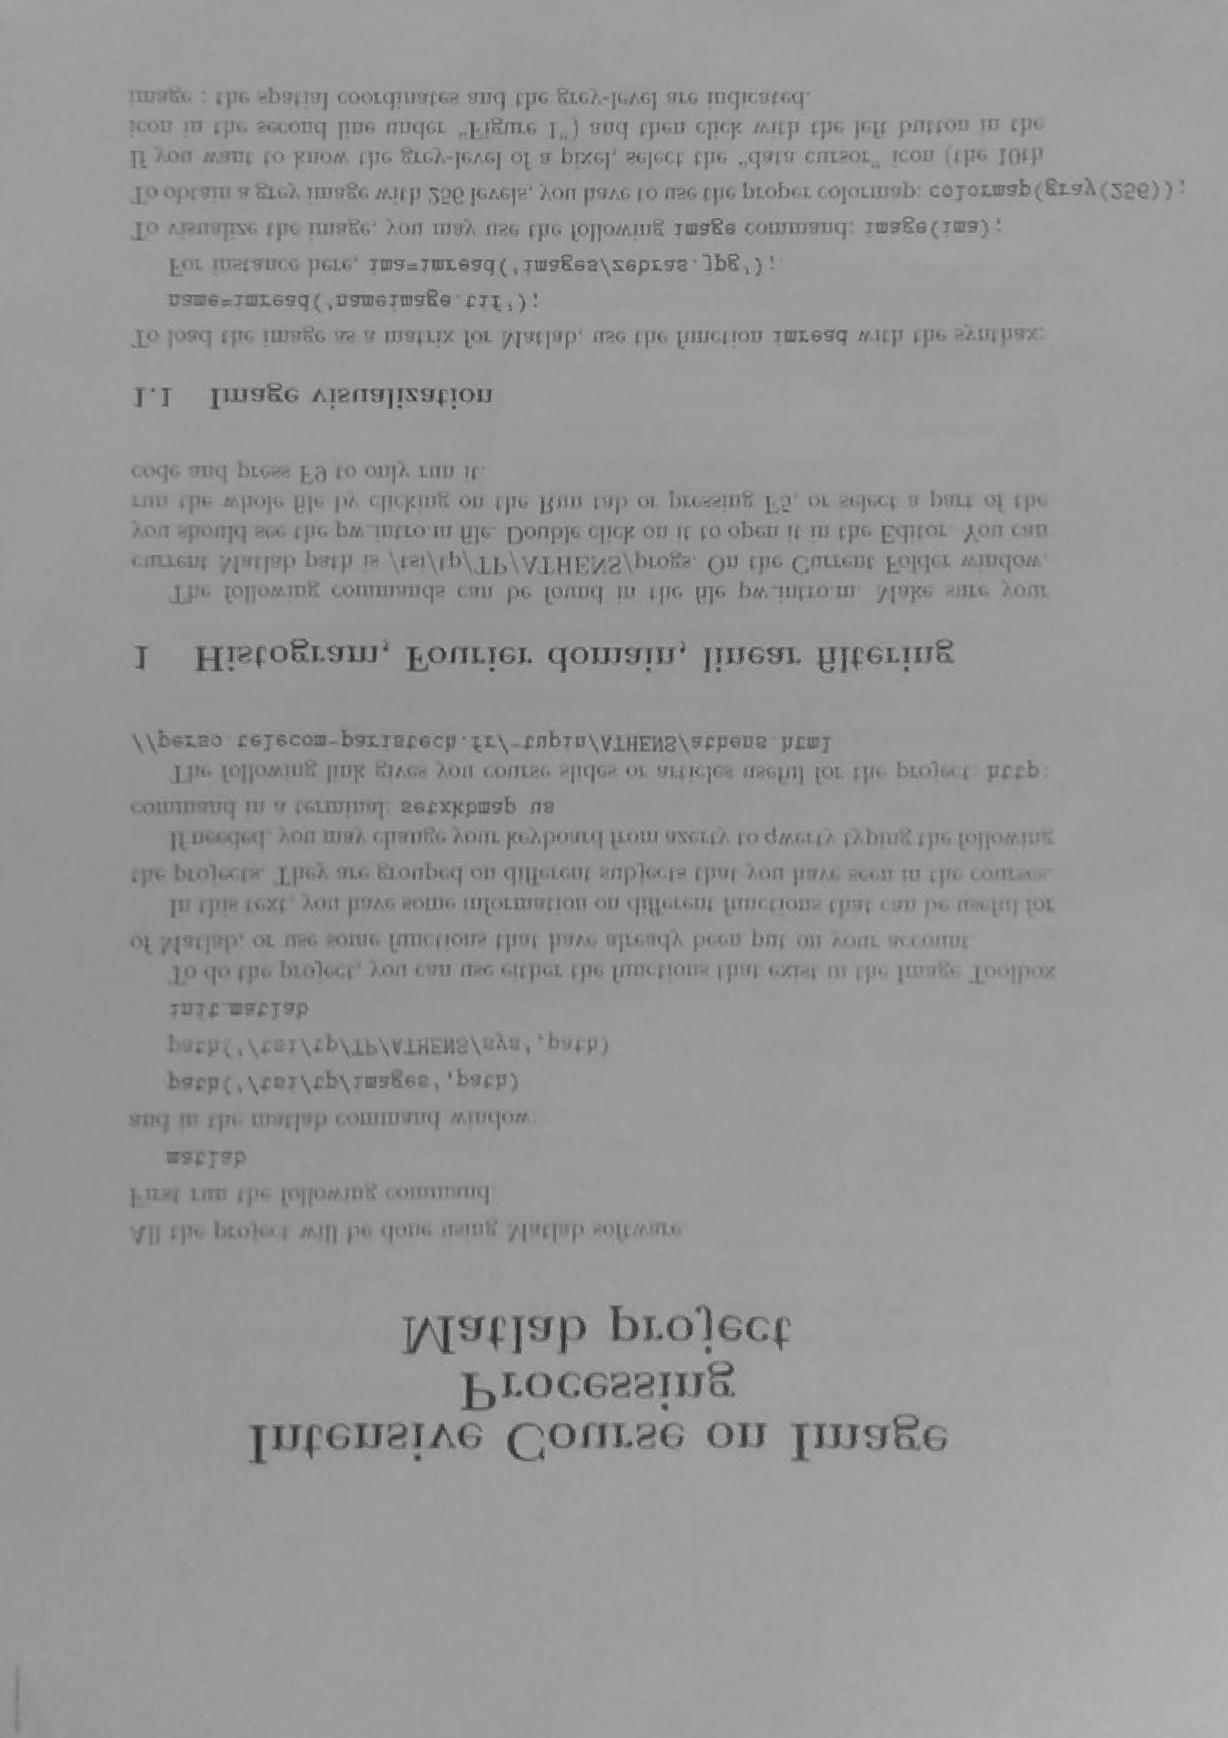 Intensive Course on Image
Processing
Matlab project
All the project will be done using Matlab software.
First run the following command:
matlab
and in the matlab command window:
path('/tsi/tp/images',path)
path('/tsi/tp/TP/ATHENS/sya',path)
init_matlab
To do the project, you can use either the functions that exist in the Image Toolbox
of Matlab, or use some functions that have already been put on your account.
In this text, you have some information on different functions that can be useful for
the projects. They are grouped on different subjects that you have seen in the courses.
If needed, you may change your keyboard from azerty to qwerty typing the following
command in a terminal: setxkbmap us
The following link gives you course slides or articles useful for the project: http:
//perso.telecom-paristech.fr/~tupin/ATHENS/athens.html
1 Histogram, Fourier domain, linear filtering
The following commands can be found in the file pw_intro.m. Make sure your
current Matlab path is /tsi/tp/TP/ATHENS/progs. On the Current Folder window,
you should see the pw_intro.m file. Double click on it to open it in the Editor. You can
run the whole file by clicking on the Run tab or pressing F5, or select a part of the
code and press F9 to only run it.
1.1 Image visualization
To load the image as a matrix for Matlab, use the function imread with the synthax:
name=imread('nameimage.tif');
For instance here, ima=imread('images/zebras.jpg');
To visualize the image, you may use the following image command: image(ima);
To obtain a grey image with 256 levels, you have to use the proper colormap: colormap(gray(256));
If you want to know the grey-level of a pixel, select the "data cursor" icon (the 10th
icon in the second line under "Figure 1") and then click with the left button in the
image : the spatial coordinates and the grey-level are indicated.